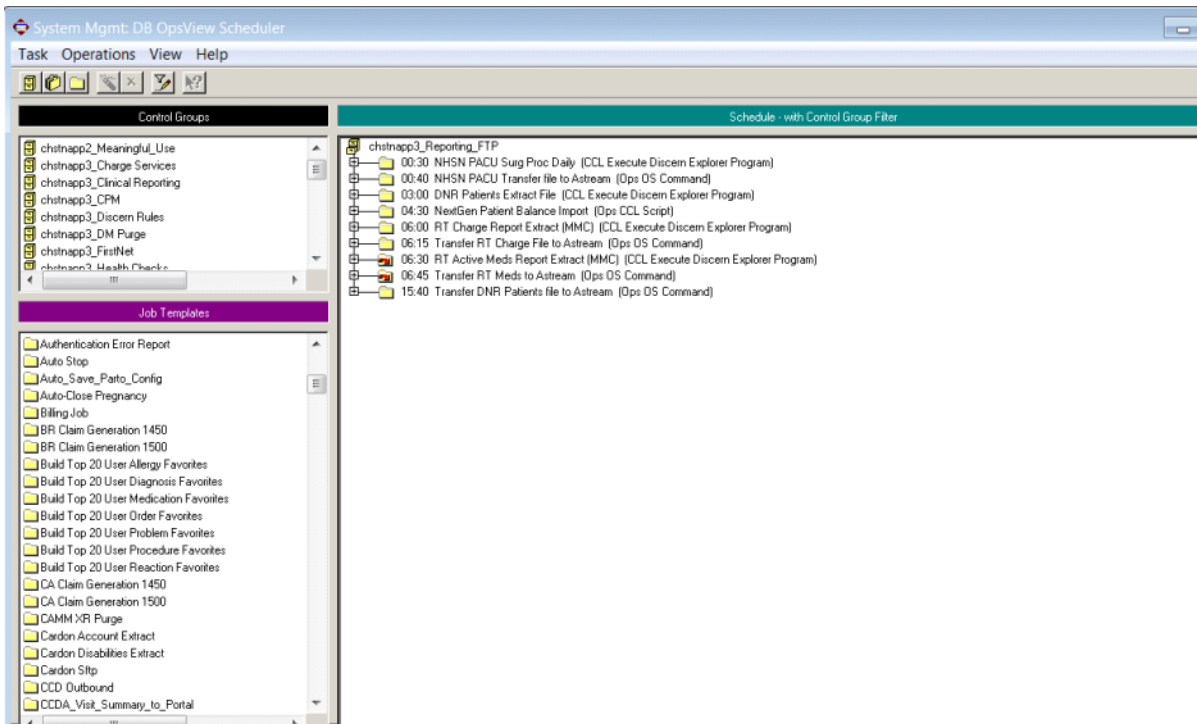 System Mgmt: DB OpsView Scheduler
Task Operations View Help
Control Groups
chstnapp2_Meaningful_Use
chstnapp3_Charge Services
chstnapp3_Clinical Reporting
chstnapp3_CPM
chstnapp3_Discern Rules
chstnapp3_DM Purge
chstnapp3_FirstNet
chstnapp3_Health Checks
Job Templates
Authentication Error Report
Auto Stop
Auto_Save_Parto_Config
Auto-Close Pregnancy
Billing Job
BR Claim Generation 1450
BR Claim Generation 1500
Build Top 20 User Allergy Favorites
Build Top 20 User Diagnosis Favorites
Build Top 20 User Medication Favorites
Build Top 20 User Order Favorites
Build Top 20 User Problem Favorites
Build Top 20 User Procedure Favorites
Build Top 20 User Reaction Favorites
CA Claim Generation 1450
CA Claim Generation 1500
CAMM XR Purge
Cardon Account Extract
Cardon Disabilities Extract
Cardon Sftp
CCD Outbound
CCDA_Visit_Summary_to_Portal
Schedule - with Control Group Filter
chstnapp3_Reporting_FTP
00:30 NHSN PACU Surg Proc Daily (CCL Execute Discern Explorer Program)
00:40 NHSN PACU Transfer file to Astream (Ops OS Command)
03:00 DNR Patients Extract File (CCL Execute Discern Explorer Program)
04:30 NextGen Patient Balance Import (Ops CCL Script)
06:00 RT Charge Report Extract (MMC) (CCL Execute Discern Explorer Program)
06:15 Transfer RT Charge File to Astream (Ops OS Command)
06:30 RT Active Meds Report Extract (MMC) (CCL Execute Discern Explorer Program)
06:45 Transfer RT Meds to Astream (Ops OS Command)
15:40 Transfer DNR Patients file to Astream (Ops OS Command)